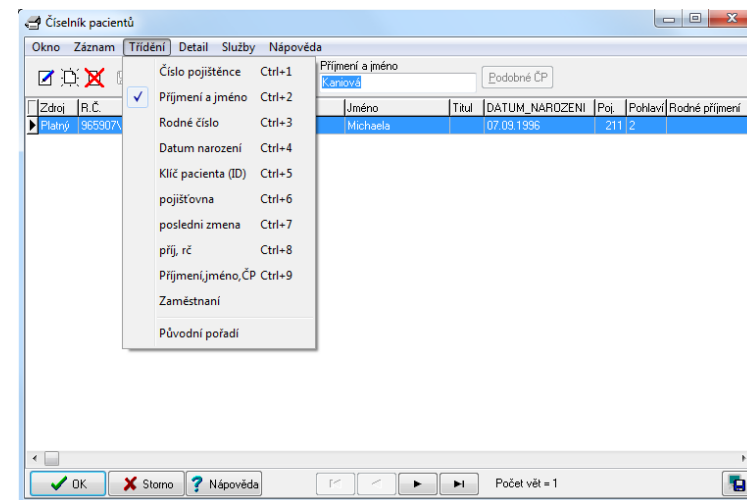 Číselník pacientů
Okno Záznam Třídění Detail Služby Nápověda
Příjmení a jméno
Kaniová
Podobné ČP
Číslo pojištěnce Ctrl+1
Příjmení a jméno Ctrl+2
Rodné číslo Ctrl+3
Datum narození Ctrl+4
Klíč pacienta (ID) Ctrl+5
pojišťovna Ctrl+6
posledni zmena Ctrl+7
příj, rč Ctrl+8
Příjmení,jméno,ČP Ctrl+9
Zaměstnaní
Původní pořadí
Zdroj R.Č. Jméno Titul DATUM_NAROZENI Poj. Pohlaví Rodné příjmení
Platný 965907\ Michaela 07.09.1996 211 2
OK Storno Nápověda Počet vět = 1